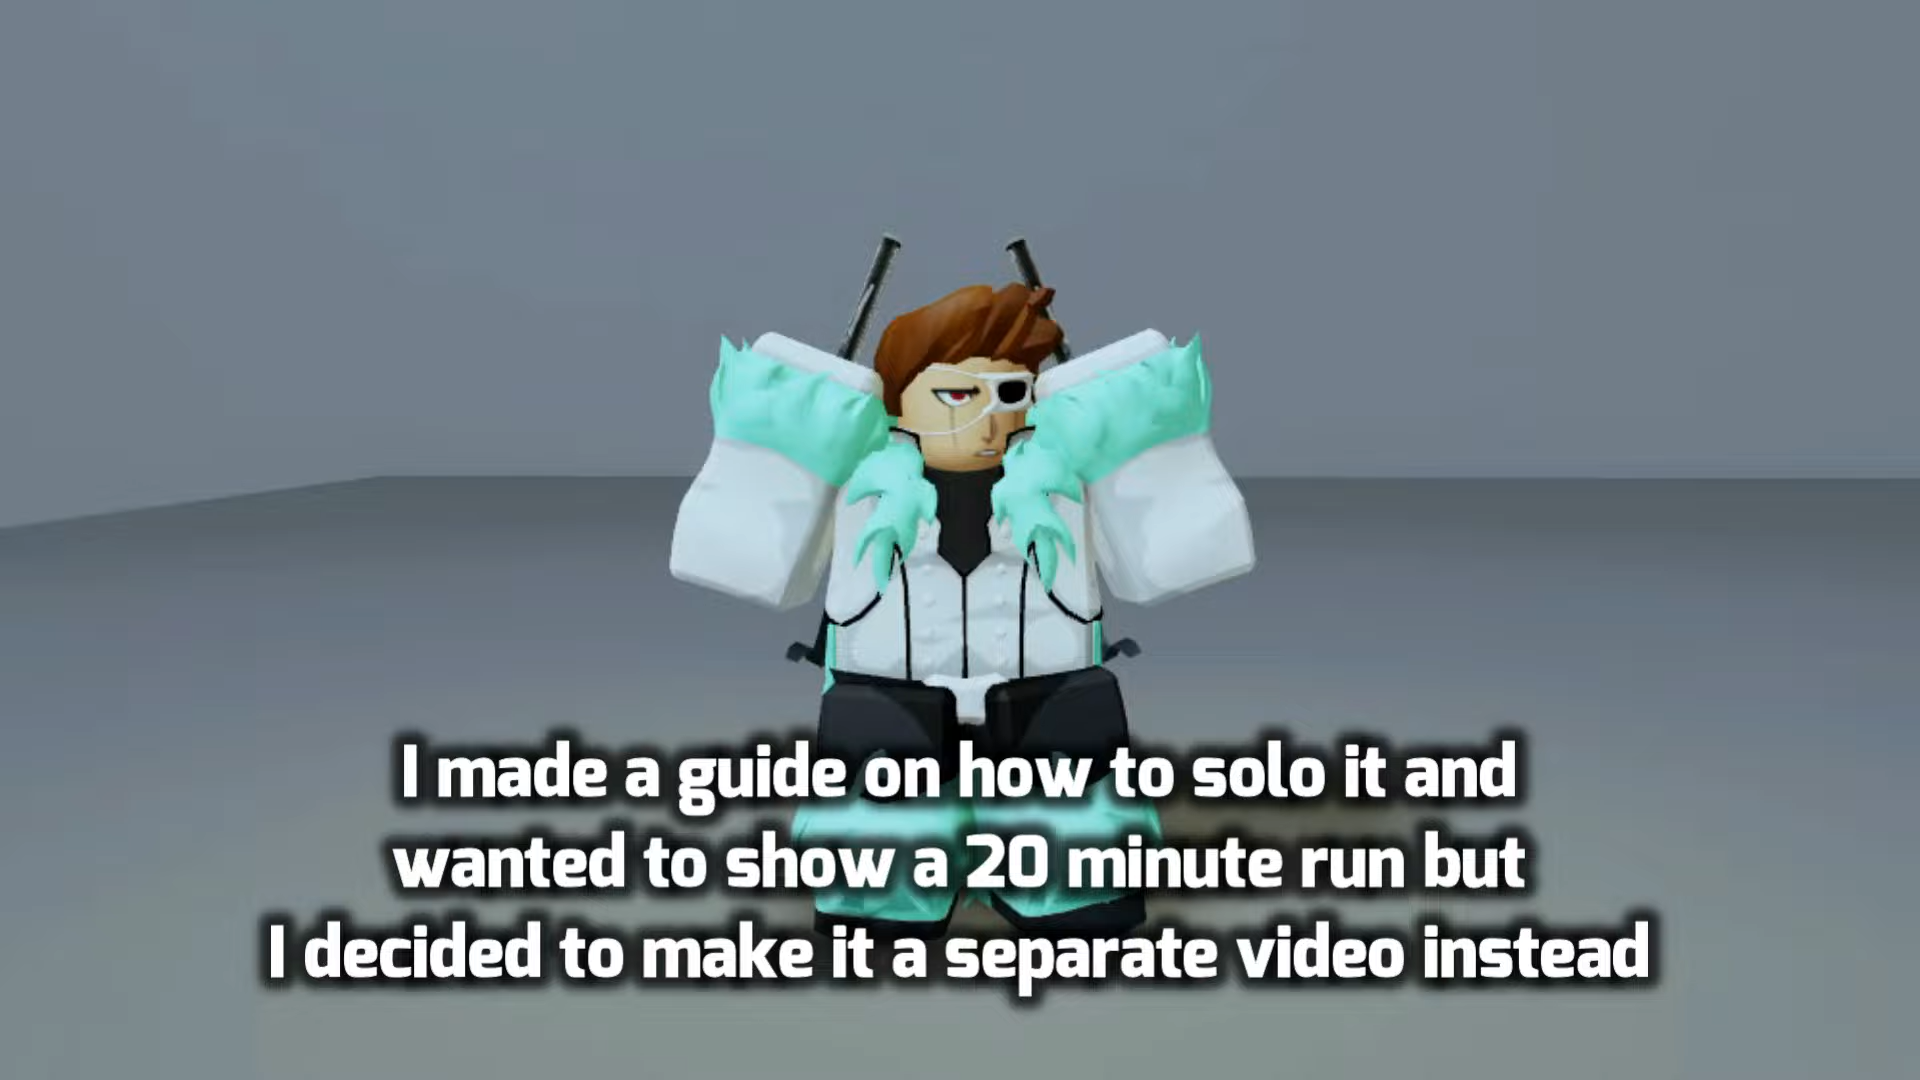 I made a guide on how to solo it and
wanted to show a 20 minute run but
I decided to make it a separate video instead